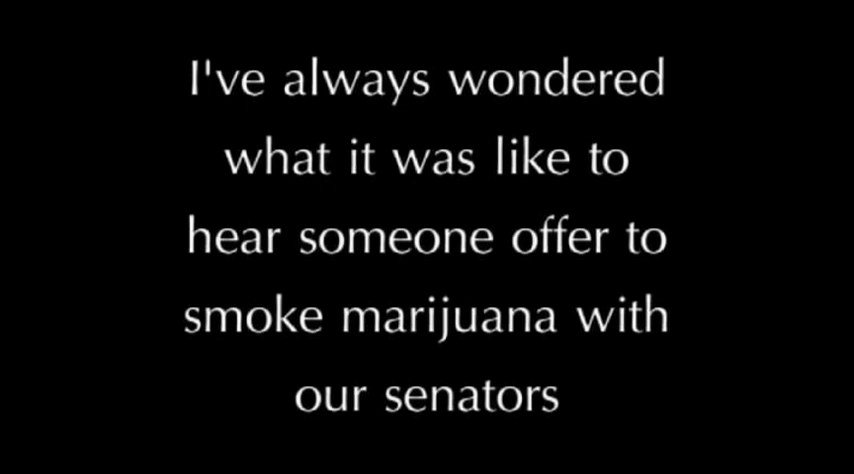 I've always wondered
what it was like to
hear someone offer to
smoke marijuana with
our senators